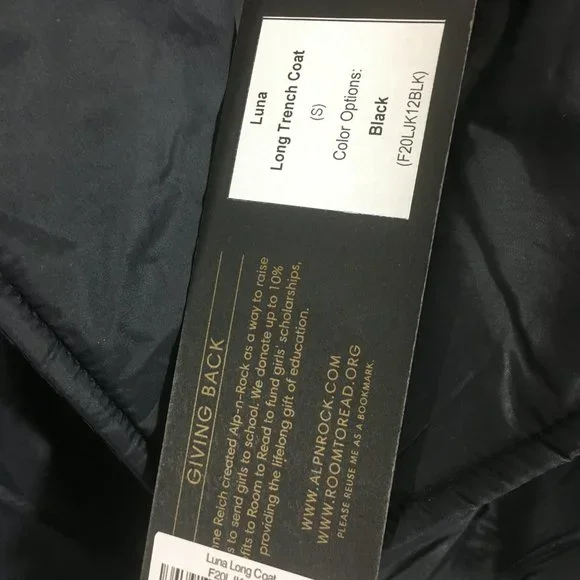 Luna
Long Trench Coat
(S)
Color Options:
Black
(F20LJK12BLK)
GIVING BACK
Reich created Alp-n-Rock as a way to raise
to send girls to school. We donate up to 10%
to Room to Read to fund girls' scholarships,
providing the lifelong gift of education.
WWW.ALPNROCK.COM
WWW.ROOMTOREAD.ORG
PLEASE REUSE ME AS A BOOKMARK.
Luna Long Coat